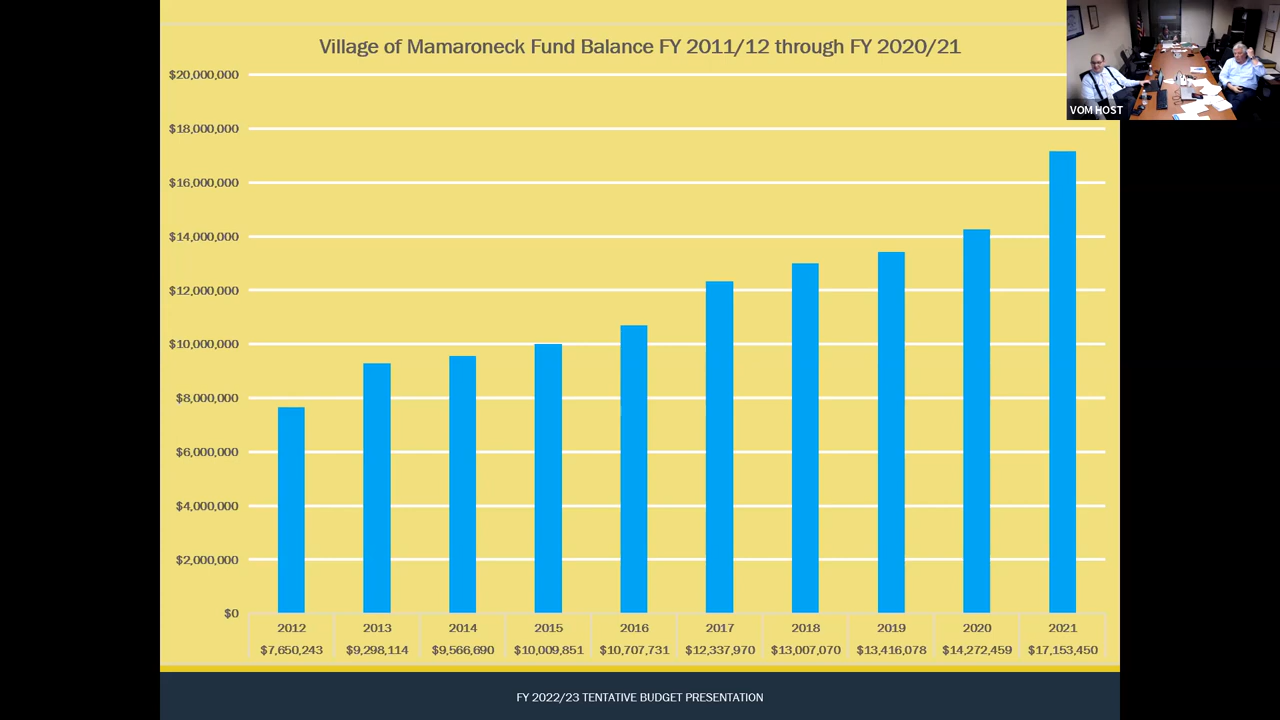 Village of Mamaroneck Fund Balance FY 2011/12 through FY 2020/21
VOM HOST
$20,000,000
$18,000,000
$16,000,000
$14,000,000
$12,000,000
$10,000,000
$8,000,000
$6,000,000
$4,000,000
$2,000,000
$0
2012 2013 2014 2015 2016 2017 2018 2019 2020 2021
$7,650,243 $9,298,114 $9,566,690 $10,009,851 $10,707,731 $12,337,970 $13,007,070 $13,416,078 $14,272,459 $17,153,450
FY 2022/23 TENTATIVE BUDGET PRESENTATION